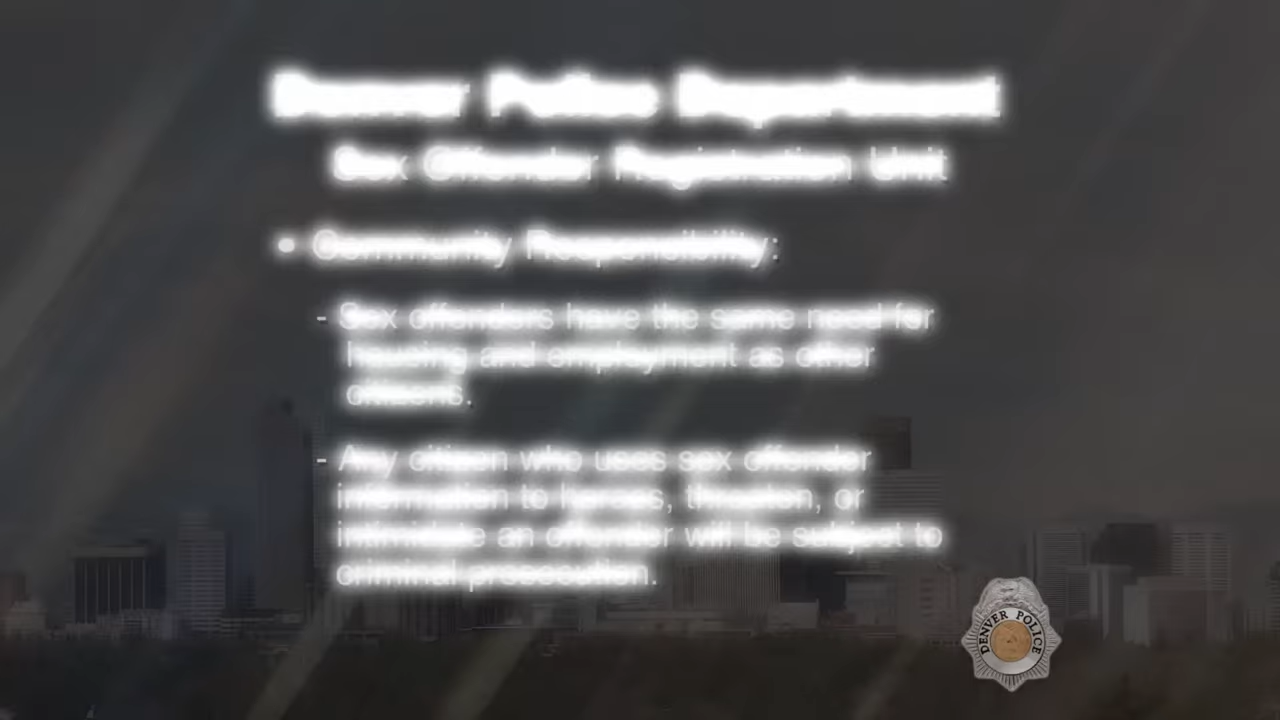 Denver Police Department
Sex Offender Registration Unit
• Community Responsibility:
- Sex offenders have the same need for
housing and employment as other
citizens.
- Any citizen who uses sex offender
information to harass, threaten, or
intimidate an offender will be subject to
criminal prosecution.
DENVER POLICE